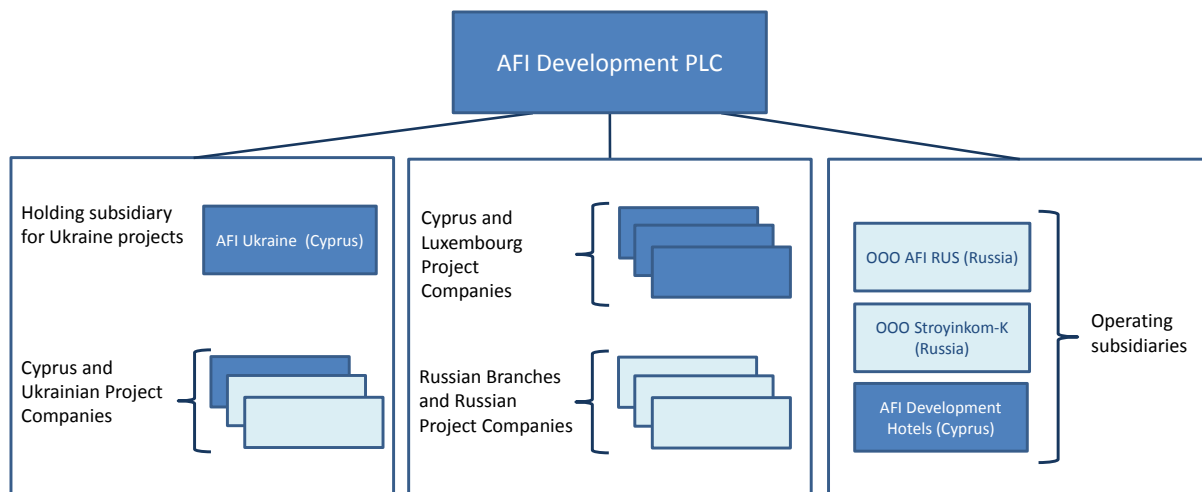 AFI Development PLC
Holding subsidiary
for Ukraine projects
AFI Ukraine (Cyprus)
Cyprus and
Ukrainian Project
Companies
Cyprus and
Luxembourg
Project
Companies
Russian Branches
and Russian
Project Companies
OOO AFI RUS (Russia)
OOO Stroyinkom-K
(Russia)
AFI Development
Hotels (Cyprus)
Operating
subsidiaries